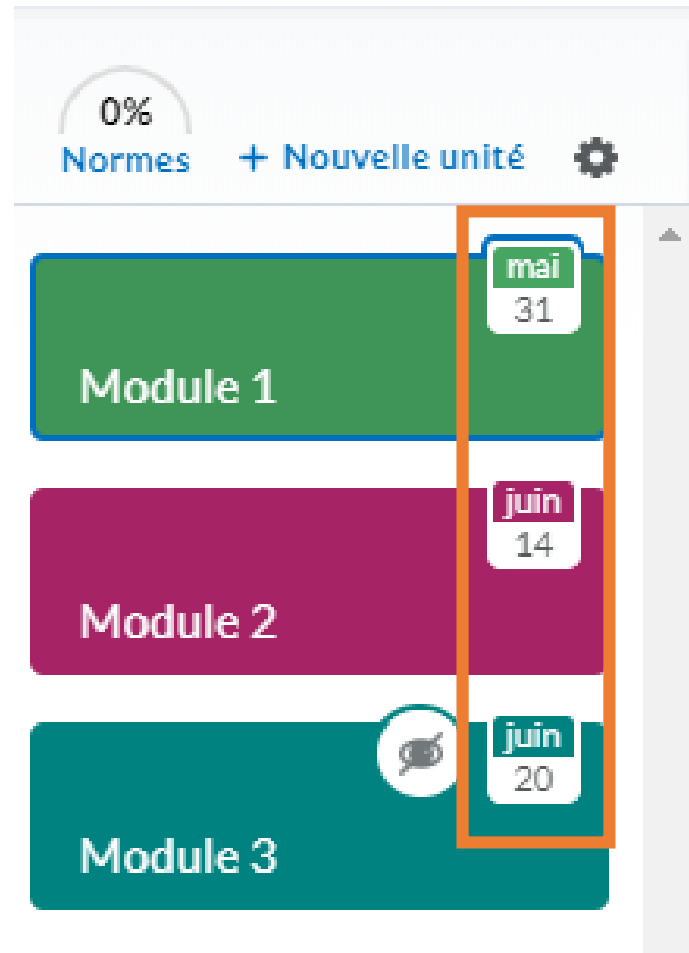 0%
Normes + Nouvelle unité
mai
31
Module 1
juin
14
Module 2
juin
20
Module 3